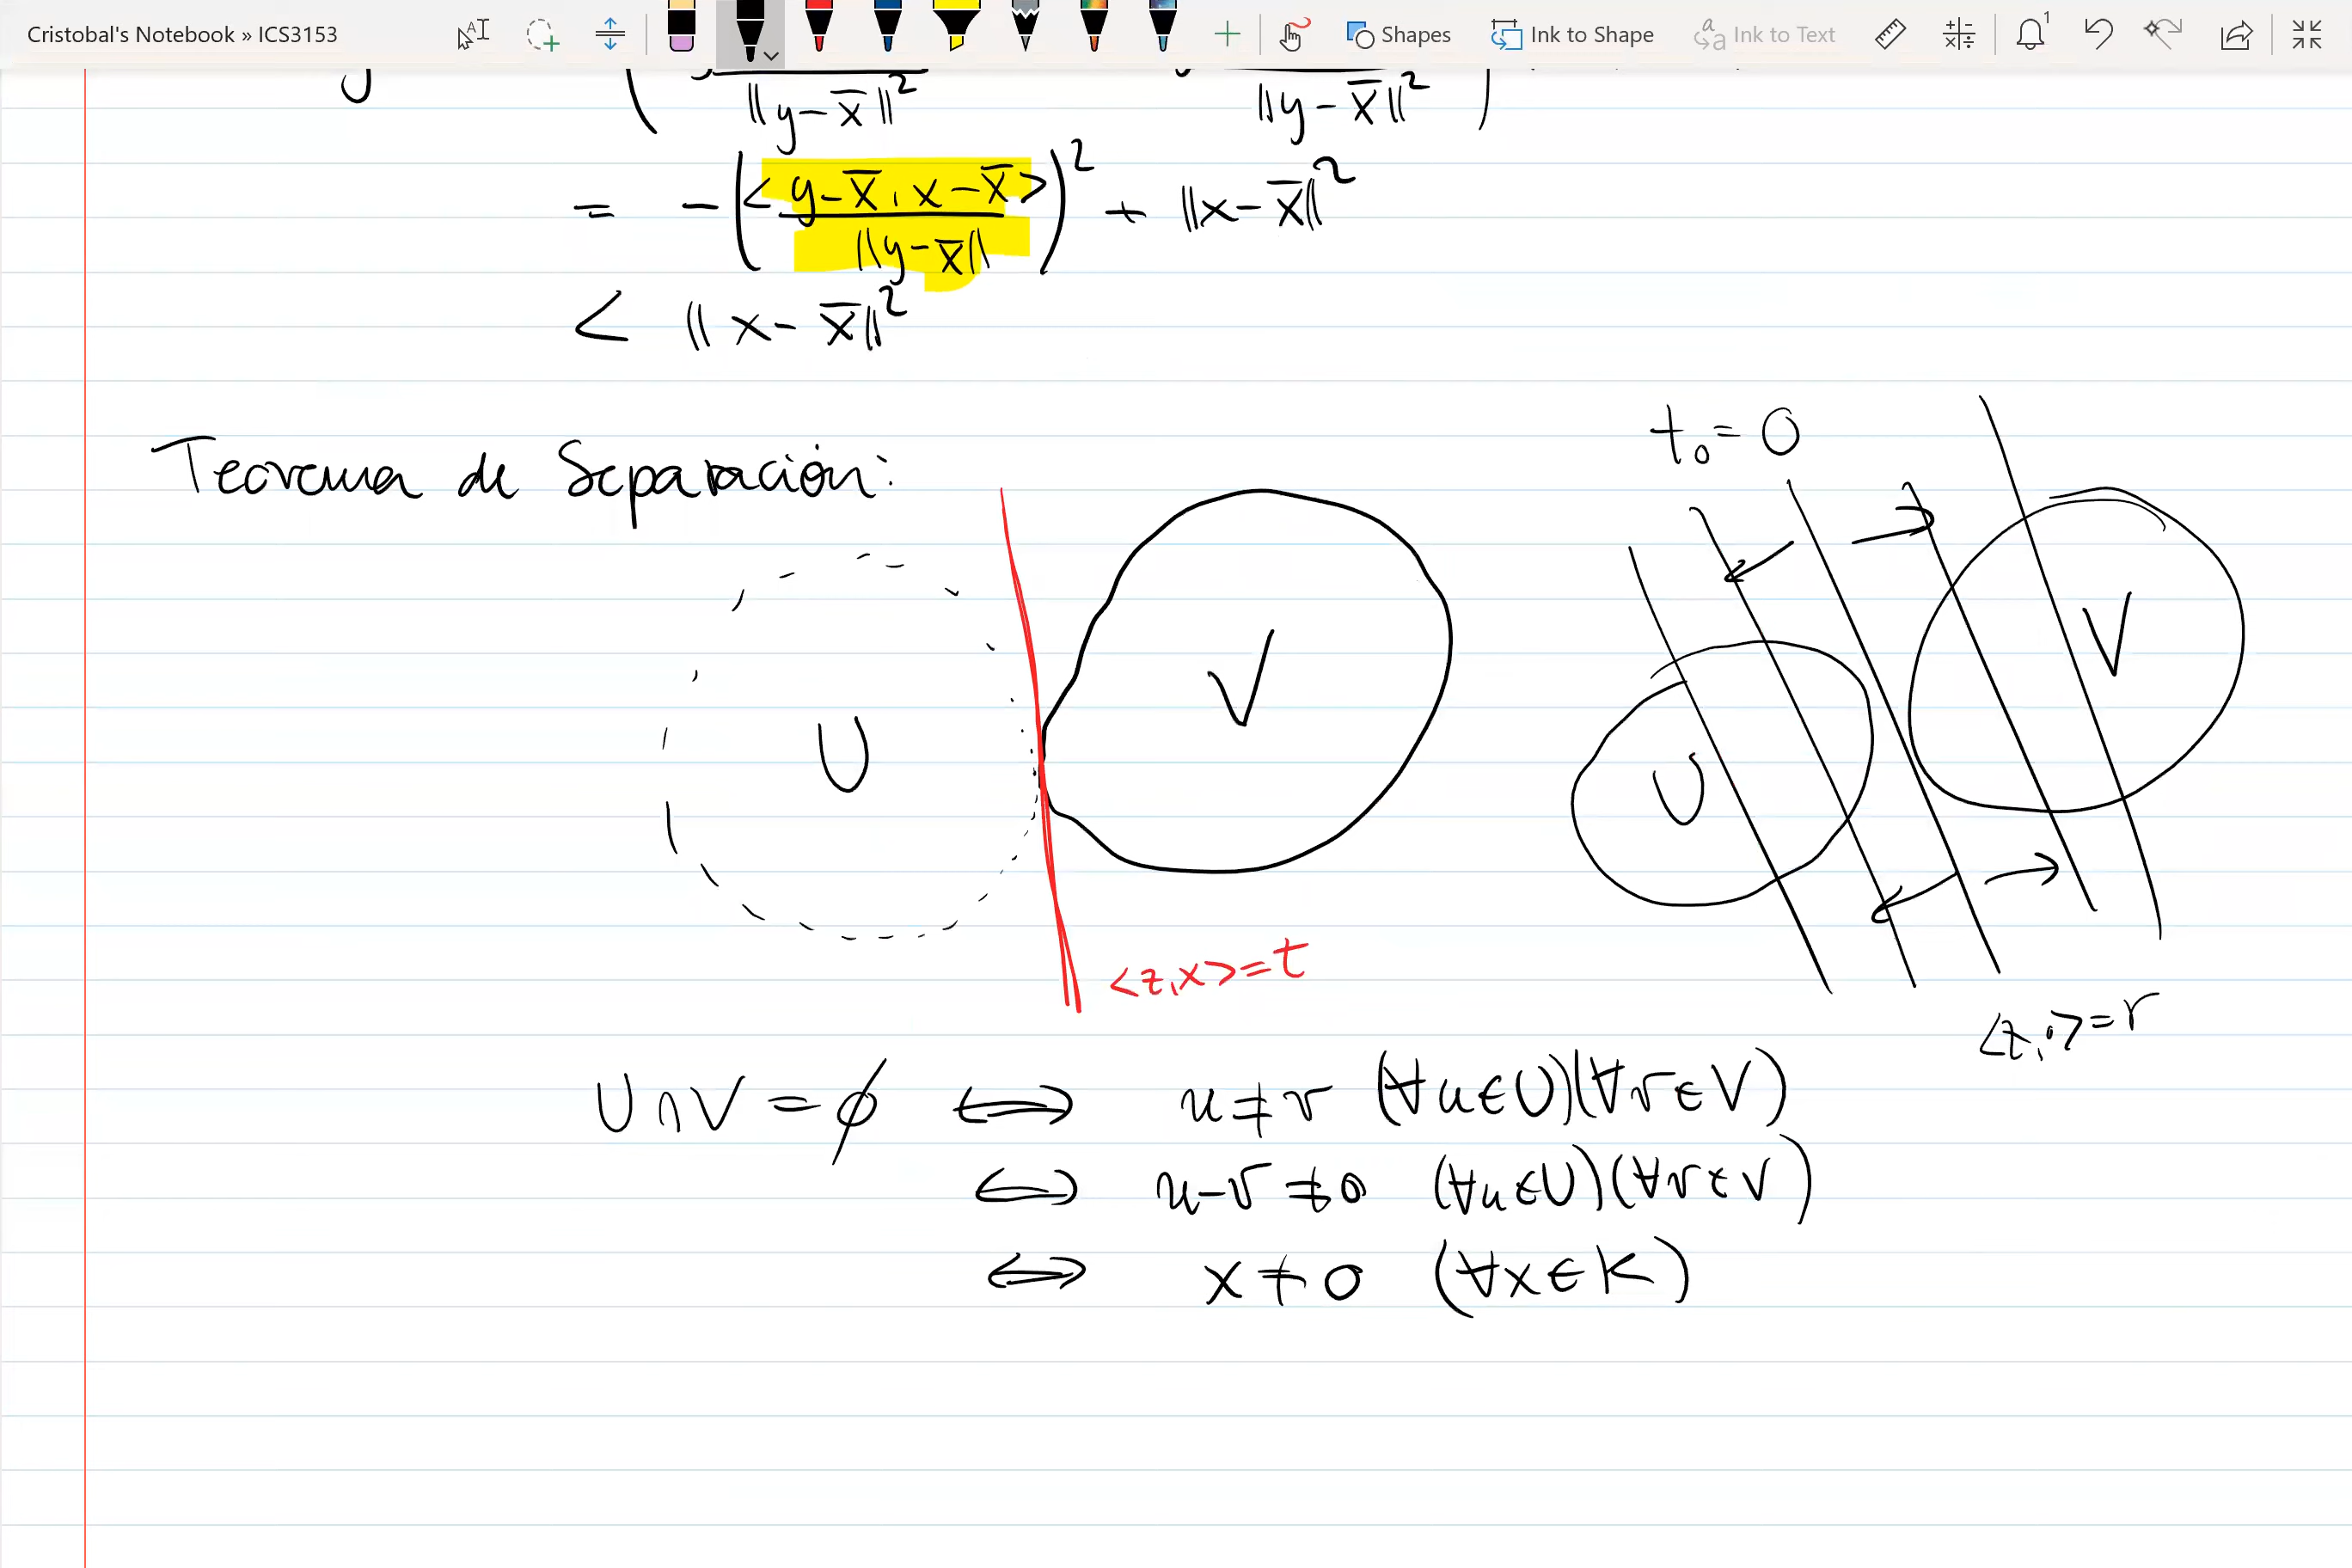 Cristobal's Notebook » ICS3153
Shapes
Ink to Shape
Ink to Text
1
‖y-x̄‖² ‖y-x̄‖²
= -(<y-x̄, x-x̄>/‖y-x̄‖)² + ‖x-x̄‖²
< ‖x-x̄‖²
Teorema de Separación:
t₀=0
U
V
U
V
<z,x>=t
<z,·>=r
U∩V=∅ ⟺ u≠v (∀u∈U)(∀v∈V)
⟺ u-v≠0 (∀u∈U)(∀v∈V)
⟺ x≠0 (∀x∈K)